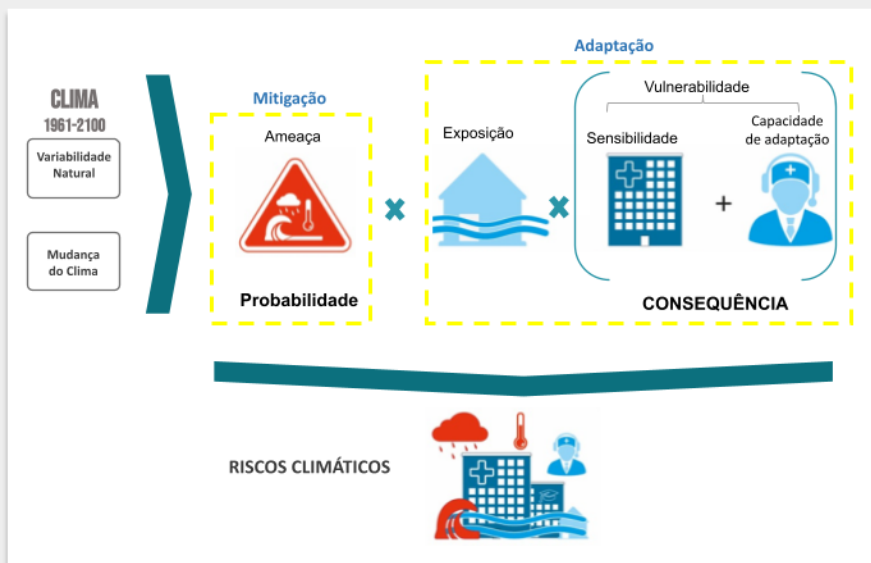 CLIMA
1961-2100
Variabilidade
Natural
Mudança
do Clima
Mitigação
Ameaça
Probabilidade
Adaptação
Exposição
Vulnerabilidade
Sensibilidade
+
Capacidade
de adaptação
CONSEQUÊNCIA
RISCOS CLIMÁTICOS